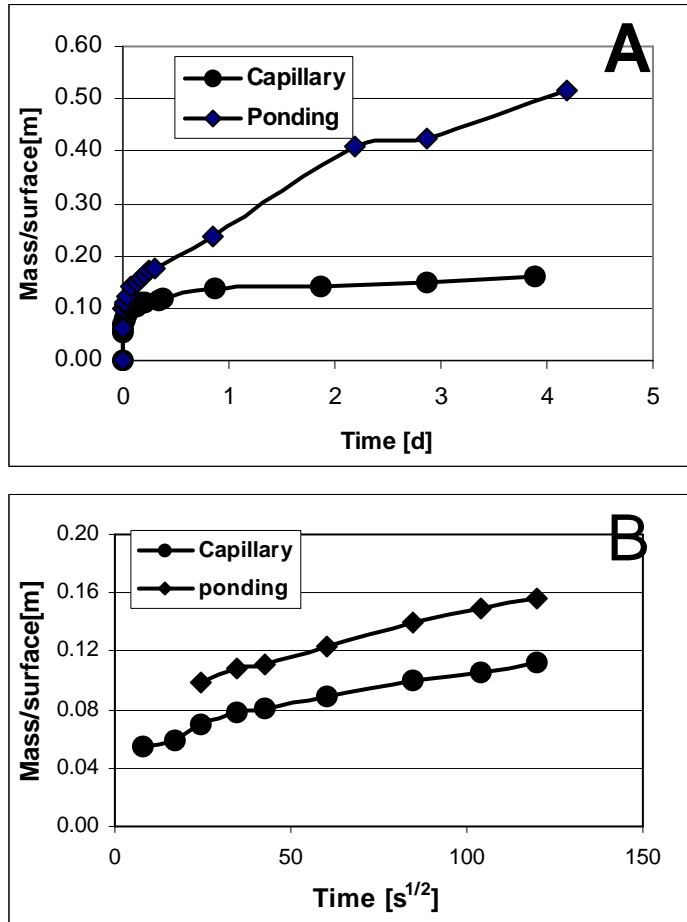 A
0.60
0.50
0.40
0.30
0.20
0.10
0.00
Mass/surface[m]
Capillary
Ponding
0 1 2 3 4 5
Time [d]
B
0.20
0.16
0.12
0.08
0.04
0.00
Mass/surface[m]
Capillary
ponding
0 50 100 150
Time [s^1/2]